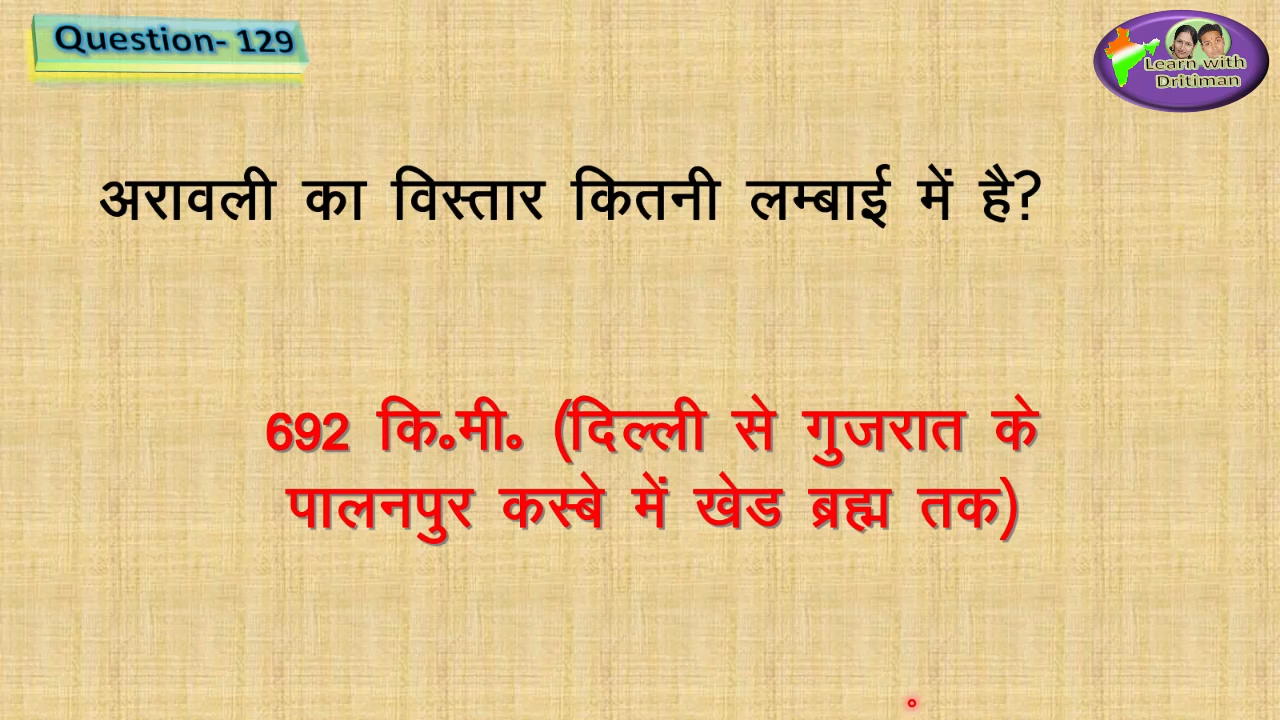 Question- 129
Learn with
Dritiman
अरावली का विस्तार कितनी लम्बाई में है?
692 कि॰मी॰ (दिल्ली से गुजरात के
पालनपुर कस्बे में खेड ब्रह्म तक)